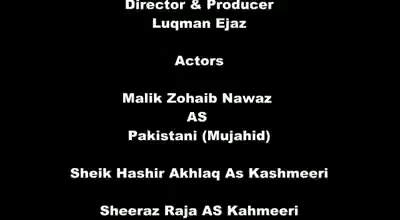 Director & Producer
Luqman Ejaz
Actors
Malik Zohaib Nawaz
AS
Pakistani (Mujahid)
Sheik Hashir Akhlaq As Kashmeeri
Sheeraz Raja AS Kahmeeri